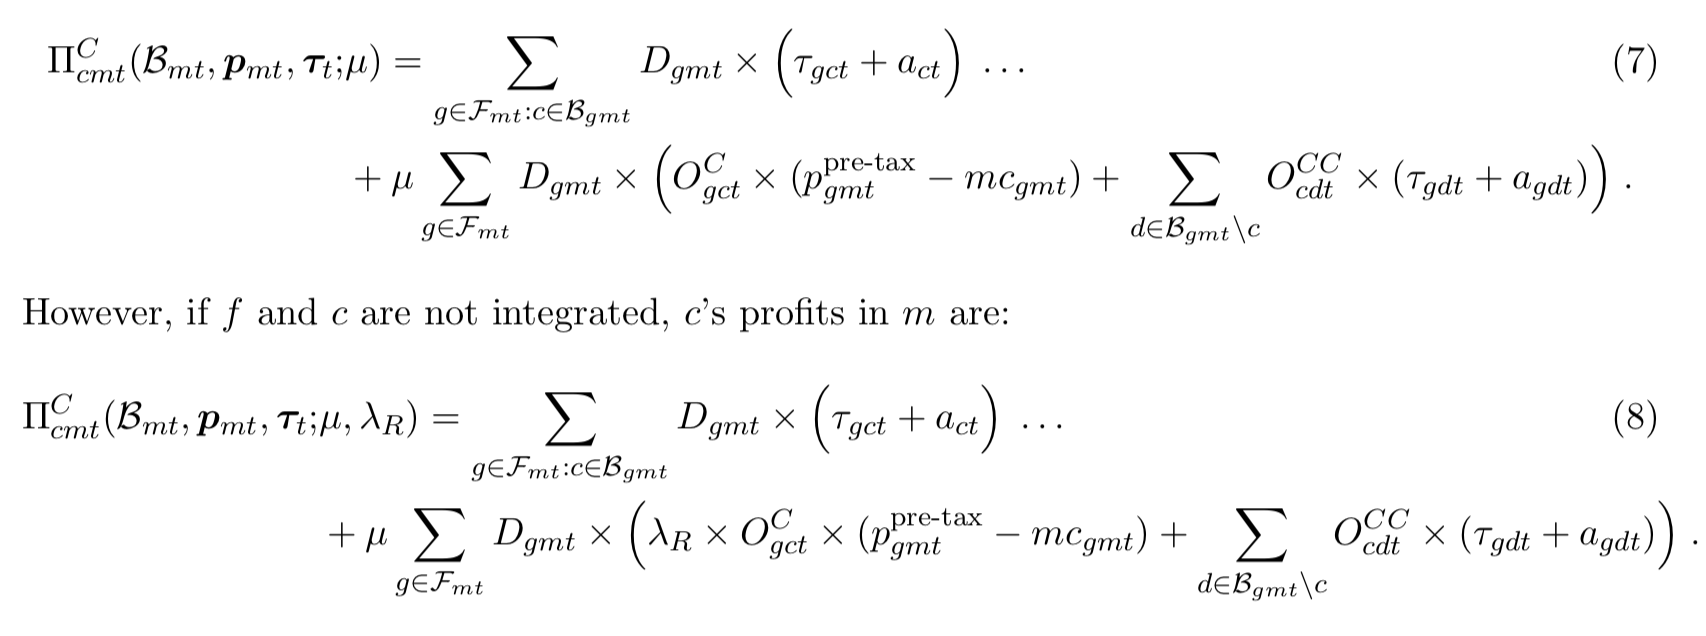 $\Pi^{C}_{cmt}(\mathcal{B}_{mt}, \boldsymbol{p}_{mt}, \boldsymbol{\tau}_t; \mu) = \sum_{g \in \mathcal{F}_{mt} : c \in \mathcal{B}_{gmt}} D_{gmt} \times \left( \tau_{gct} + a_{ct} \right) \ldots$ (7)
$+ \mu \sum_{g \in \mathcal{F}_{mt}} D_{gmt} \times \left( O^{C}_{gct} \times (p^{\text{pre-tax}}_{gmt} - mc_{gmt}) + \sum_{d \in \mathcal{B}_{gmt} \setminus c} O^{CC}_{cdt} \times (\tau_{gdt} + a_{gdt}) \right) .$
However, if $f$ and $c$ are not integrated, $c$'s profits in $m$ are:
$\Pi^{C}_{cmt}(\mathcal{B}_{mt}, \boldsymbol{p}_{mt}, \boldsymbol{\tau}_t; \mu, \lambda_R) = \sum_{g \in \mathcal{F}_{mt} : c \in \mathcal{B}_{gmt}} D_{gmt} \times \left( \tau_{gct} + a_{ct} \right) \ldots$ (8)
$+ \mu \sum_{g \in \mathcal{F}_{mt}} D_{gmt} \times \left( \lambda_R \times O^{C}_{gct} \times (p^{\text{pre-tax}}_{gmt} - mc_{gmt}) + \sum_{d \in \mathcal{B}_{gmt} \setminus c} O^{CC}_{cdt} \times (\tau_{gdt} + a_{gdt}) \right) .$